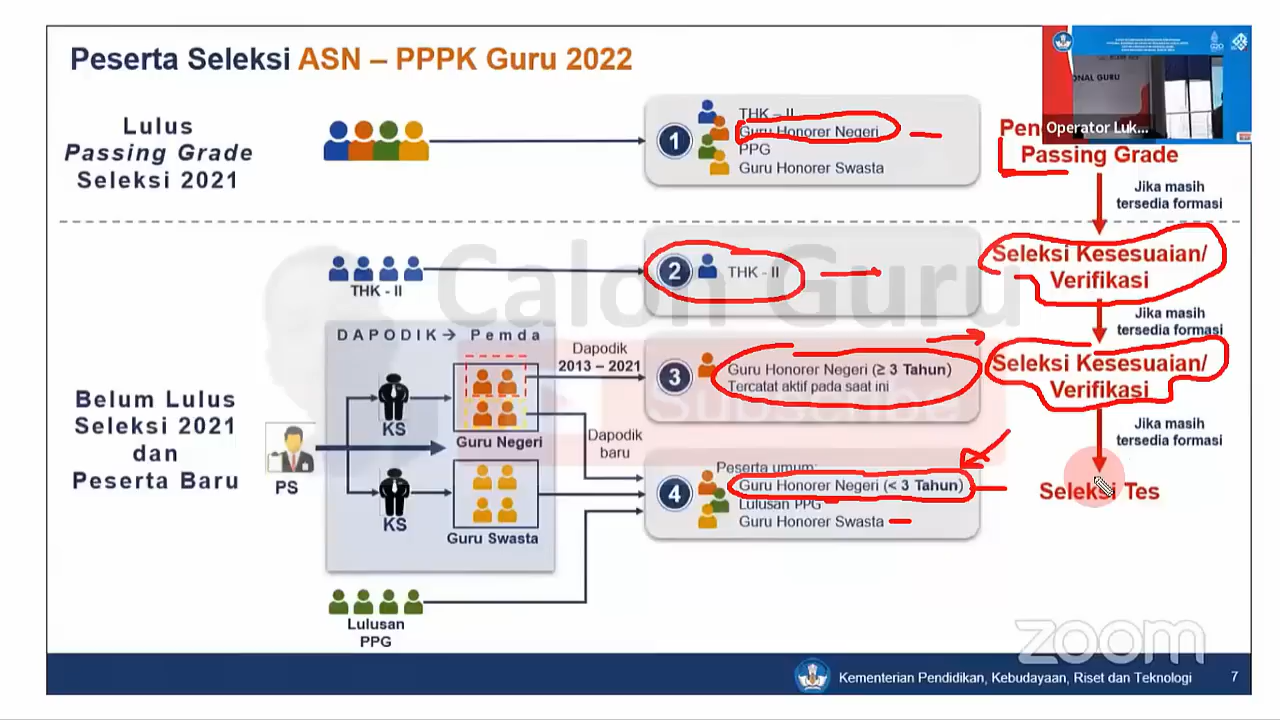 Peserta Seleksi ASN – PPPK Guru 2022
Operator Luk...
ONAL GURU
Lulus
Passing Grade
Seleksi 2021
1
THK – II
Guru Honorer Negeri
PPG
Guru Honorer Swasta
Passing Grade
Jika masih
tersedia formasi
THK - II
2
THK - II
Seleksi Kesesuaian/
Verifikasi
Jika masih
tersedia formasi
Calon Guru
Subscribe
Belum Lulus
Seleksi 2021
dan
Peserta Baru
PS
DAPODIK → Pemda
KS
Guru Negeri
KS
Guru Swasta
Dapodik
2013 – 2021
Dapodik
baru
3
Guru Honorer Negeri (≥ 3 Tahun)
Tercatat aktif pada saat ini
Seleksi Kesesuaian/
Verifikasi
Jika masih
tersedia formasi
4
Peserta umum:
Guru Honorer Negeri (< 3 Tahun)
Lulusan PPG
Guru Honorer Swasta
Seleksi Tes
Lulusan
PPG
zoom
Kementerian Pendidikan, Kebudayaan, Riset dan Teknologi
7